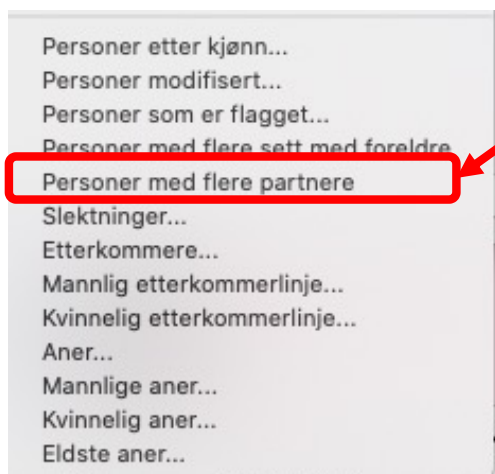 Personer etter kjønn...
Personer modifisert...
Personer som er flagget...
Personer med flere sett med foreldre
Personer med flere partnere
Slektninger...
Etterkommere...
Mannlig etterkommerlinje...
Kvinnelig etterkommerlinje...
Aner...
Mannlige aner...
Kvinnelig aner...
Eldste aner...